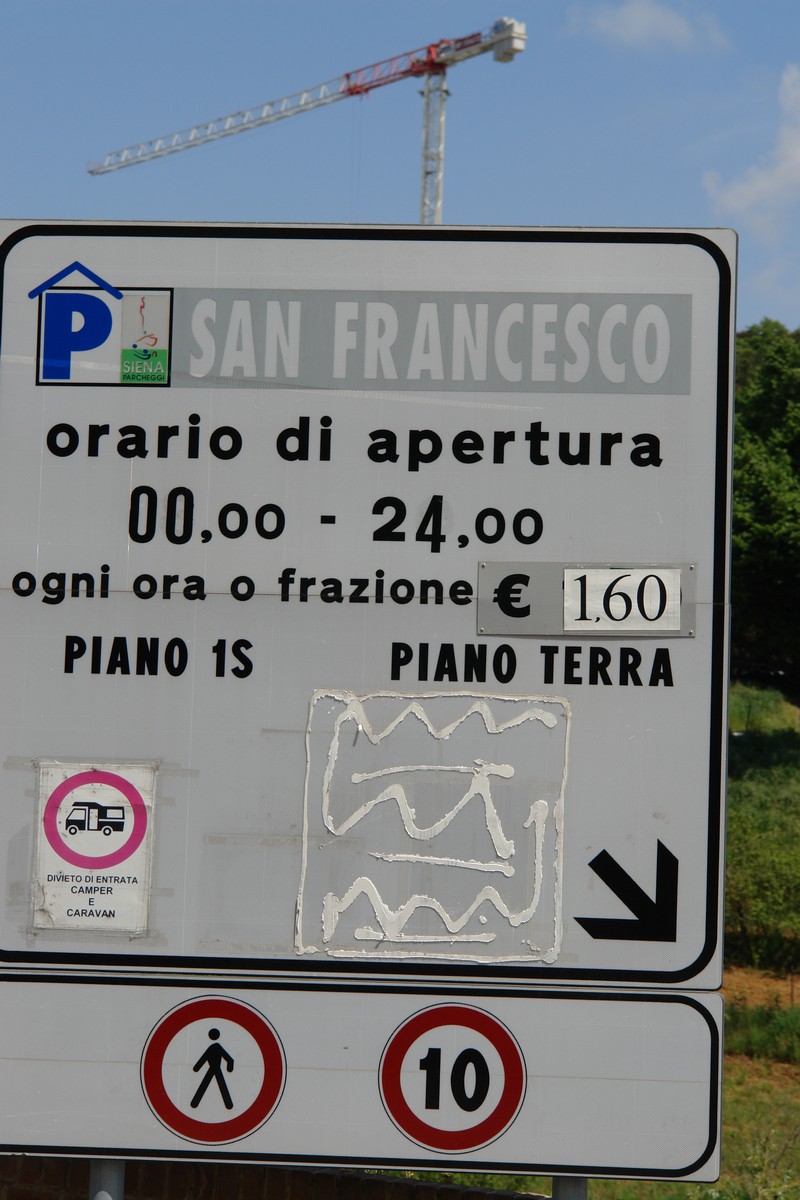 P
SIENA
PARCHEGGI
SAN FRANCESCO
orario di apertura
00,00 - 24,00
ogni ora o frazione € 1,60
PIANO 1S PIANO TERRA
DIVIETO DI ENTRATA
CAMPER
E
CARAVAN
10